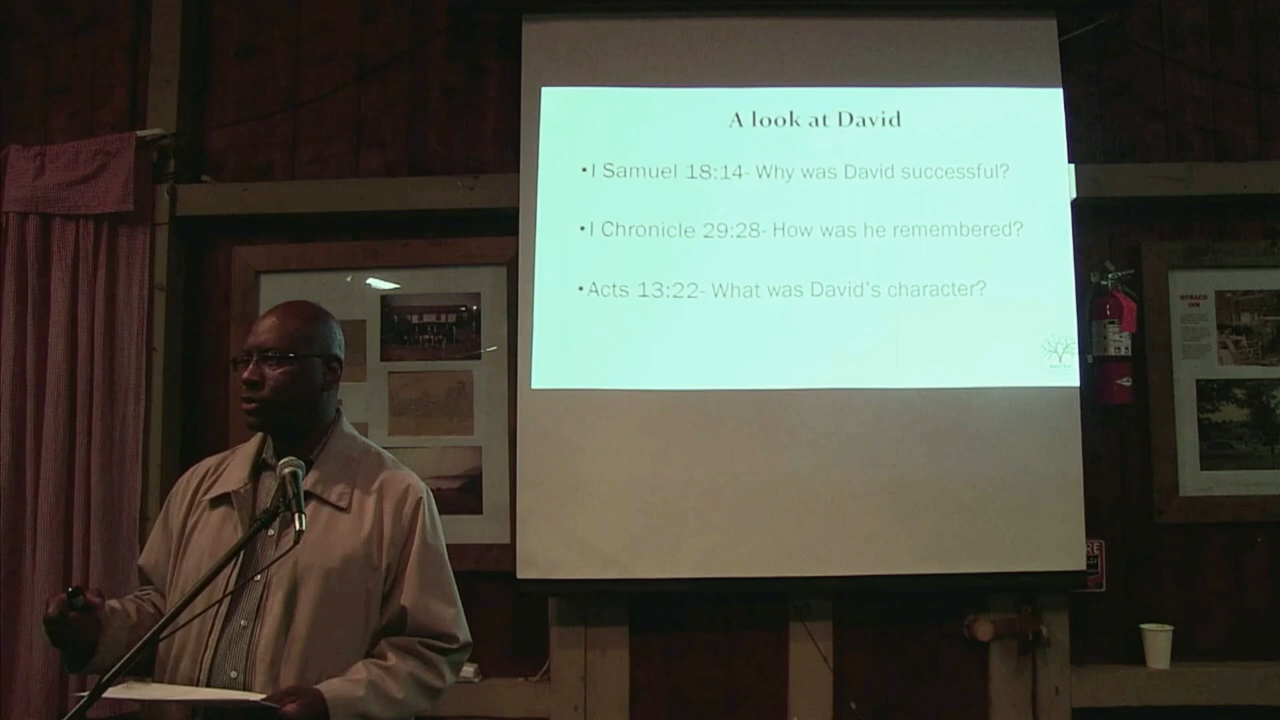 A look at David
•I Samuel 18:14- Why was David successful?
•I Chronicle 29:28- How was he remembered?
•Acts 13:22- What was David's character?